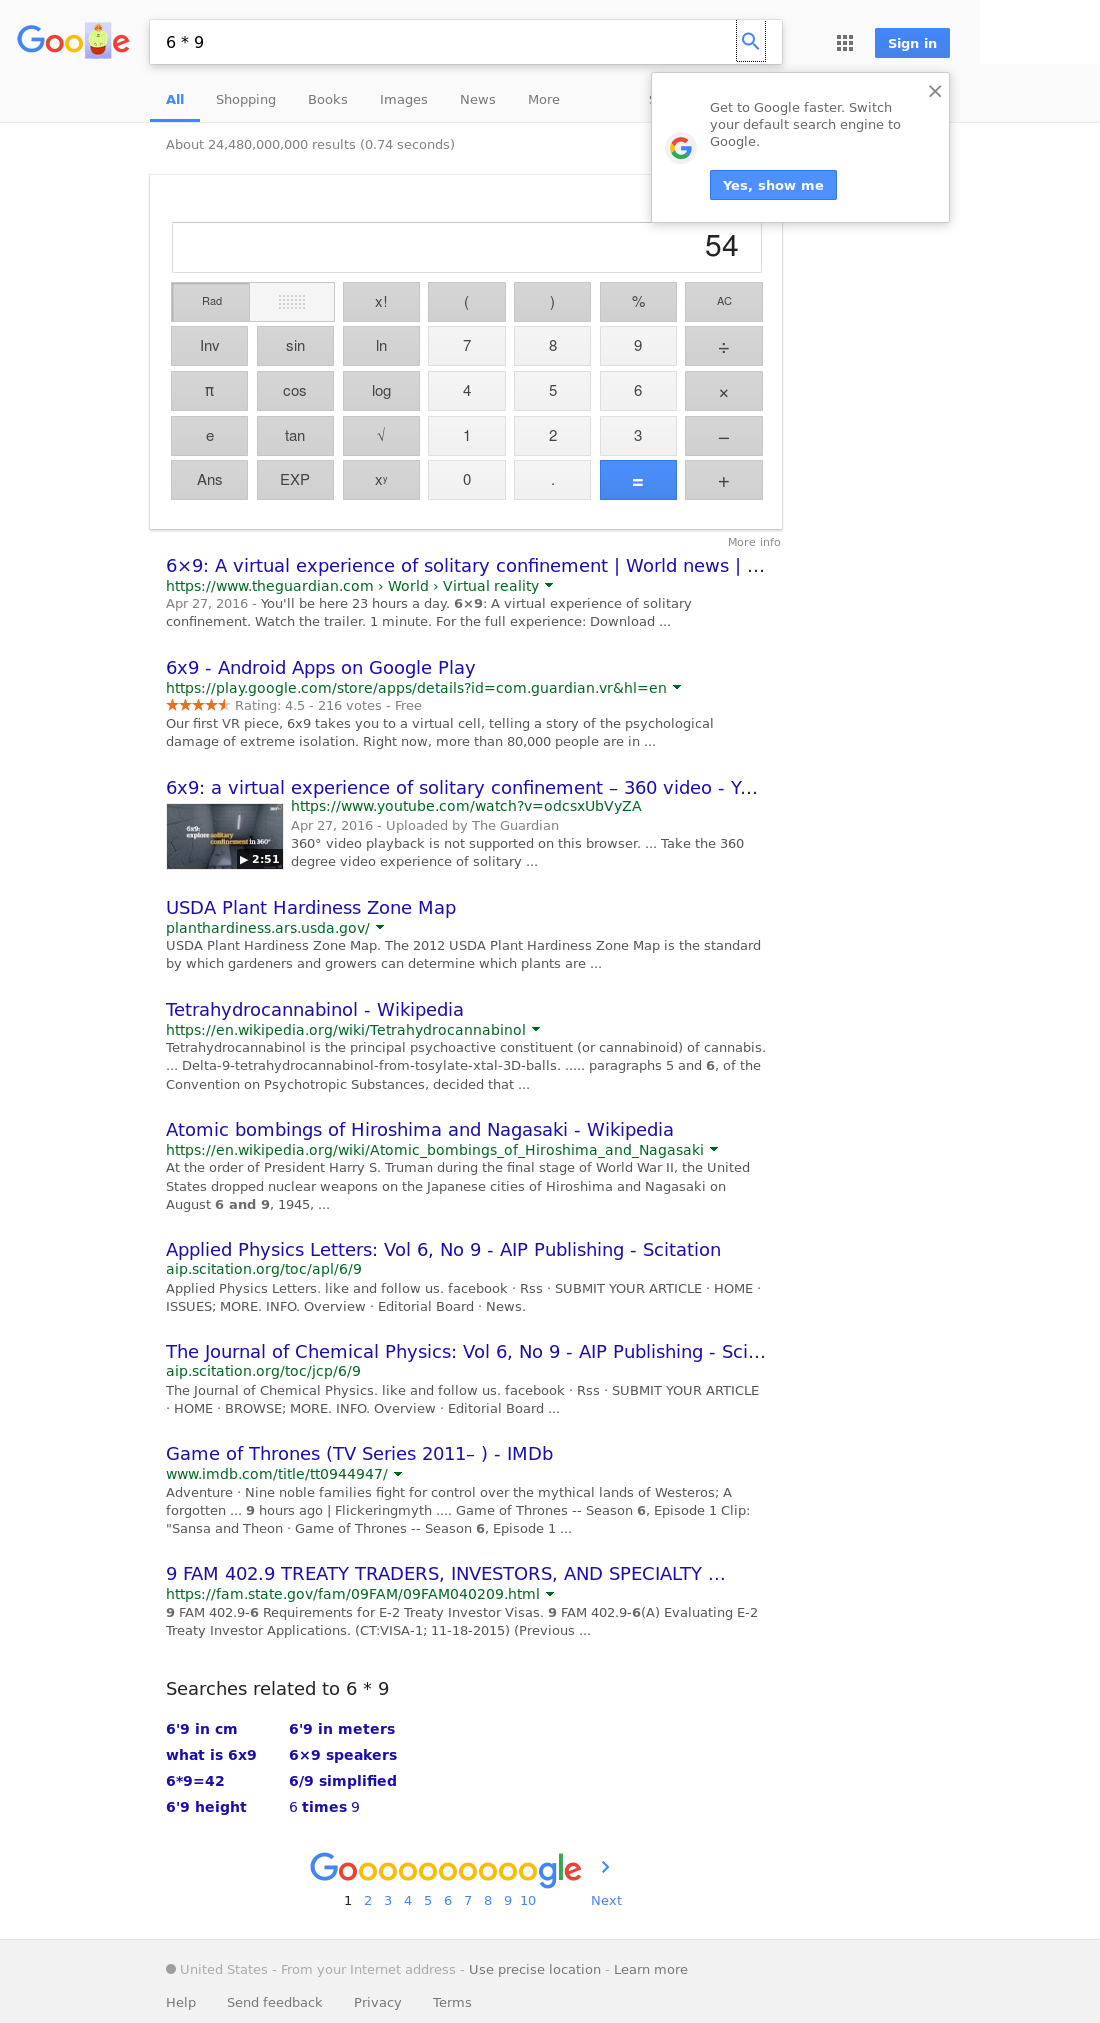 Google
6 * 9
Sign in
All Shopping Books Images News More
Get to Google faster. Switch
your default search engine to
Google.
Yes, show me
About 24,480,000,000 results (0.74 seconds)
54
Rad x! ( ) % AC
Inv sin ln 7 8 9 ÷
π cos log 4 5 6 ×
e tan √ 1 2 3 −
Ans EXP xʸ 0 . = +
More info
6×9: A virtual experience of solitary confinement | World news | ...
https://www.theguardian.com › World › Virtual reality
Apr 27, 2016 - You'll be here 23 hours a day. 6×9: A virtual experience of solitary
confinement. Watch the trailer. 1 minute. For the full experience: Download ...
6x9 - Android Apps on Google Play
https://play.google.com/store/apps/details?id=com.guardian.vr&hl=en
Rating: 4.5 - 216 votes - Free
Our first VR piece, 6x9 takes you to a virtual cell, telling a story of the psychological
damage of extreme isolation. Right now, more than 80,000 people are in ...
6x9: a virtual experience of solitary confinement – 360 video - Y...
https://www.youtube.com/watch?v=odcsxUbVyZA
Apr 27, 2016 - Uploaded by The Guardian
360° video playback is not supported on this browser. ... Take the 360
degree video experience of solitary ...
6x9:
explore solitary
confinement in 360°
▶ 2:51
USDA Plant Hardiness Zone Map
planthardiness.ars.usda.gov/
USDA Plant Hardiness Zone Map. The 2012 USDA Plant Hardiness Zone Map is the standard
by which gardeners and growers can determine which plants are ...
Tetrahydrocannabinol - Wikipedia
https://en.wikipedia.org/wiki/Tetrahydrocannabinol
Tetrahydrocannabinol is the principal psychoactive constituent (or cannabinoid) of cannabis.
... Delta-9-tetrahydrocannabinol-from-tosylate-xtal-3D-balls. ..... paragraphs 5 and 6, of the
Convention on Psychotropic Substances, decided that ...
Atomic bombings of Hiroshima and Nagasaki - Wikipedia
https://en.wikipedia.org/wiki/Atomic_bombings_of_Hiroshima_and_Nagasaki
At the order of President Harry S. Truman during the final stage of World War II, the United
States dropped nuclear weapons on the Japanese cities of Hiroshima and Nagasaki on
August 6 and 9, 1945, ...
Applied Physics Letters: Vol 6, No 9 - AIP Publishing - Scitation
aip.scitation.org/toc/apl/6/9
Applied Physics Letters. like and follow us. facebook · Rss · SUBMIT YOUR ARTICLE · HOME ·
ISSUES; MORE. INFO. Overview · Editorial Board · News.
The Journal of Chemical Physics: Vol 6, No 9 - AIP Publishing - Sci...
aip.scitation.org/toc/jcp/6/9
The Journal of Chemical Physics. like and follow us. facebook · Rss · SUBMIT YOUR ARTICLE
· HOME · BROWSE; MORE. INFO. Overview · Editorial Board ...
Game of Thrones (TV Series 2011– ) - IMDb
www.imdb.com/title/tt0944947/
Adventure · Nine noble families fight for control over the mythical lands of Westeros; A
forgotten ... 9 hours ago | Flickeringmyth .... Game of Thrones -- Season 6, Episode 1 Clip:
"Sansa and Theon · Game of Thrones -- Season 6, Episode 1 ...
9 FAM 402.9 TREATY TRADERS, INVESTORS, AND SPECIALTY ...
https://fam.state.gov/fam/09FAM/09FAM040209.html
9 FAM 402.9-6 Requirements for E-2 Treaty Investor Visas. 9 FAM 402.9-6(A) Evaluating E-2
Treaty Investor Applications. (CT:VISA-1; 11-18-2015) (Previous ...
Searches related to 6 * 9
6'9 in cm 6'9 in meters
what is 6x9 6×9 speakers
6*9=42 6/9 simplified
6'9 height 6 times 9
Goooooooooogle
1 2 3 4 5 6 7 8 9 10 Next
United States - From your Internet address - Use precise location - Learn more
Help Send feedback Privacy Terms